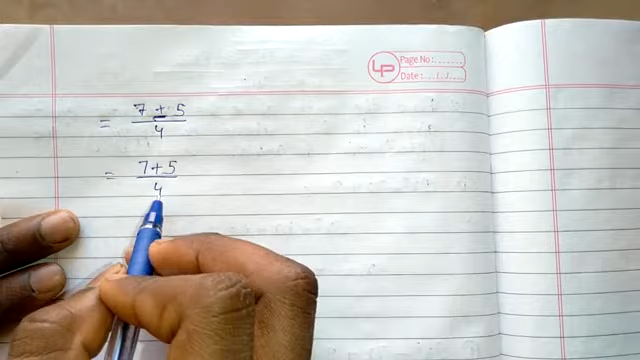 LP
Page No:.......
Date: .../.../......
= 7 ± 5 / 4
= 7+5 / 4